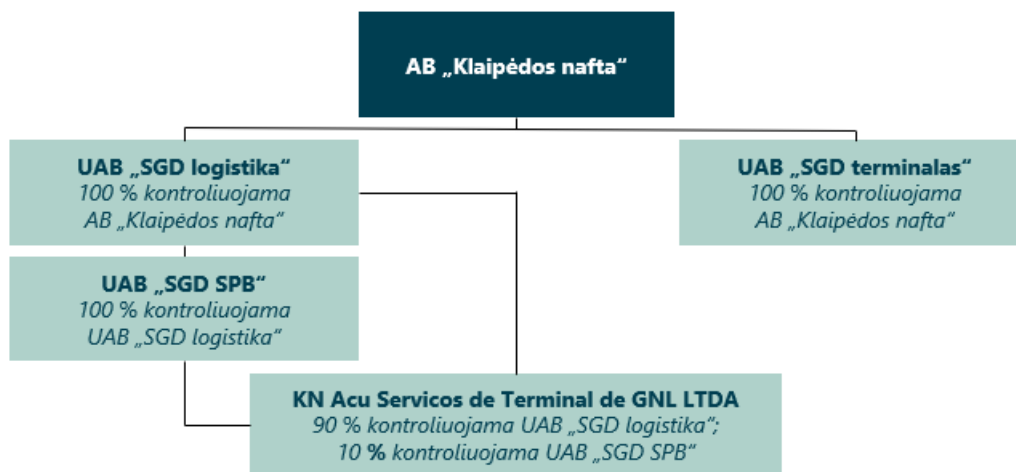 AB „Klaipėdos nafta“
UAB „SGD logistika“
100 % kontroliuojama
AB „Klaipėdos nafta“
UAB „SGD terminalas“
100 % kontroliuojama
AB „Klaipėdos nafta“
UAB „SGD SPB“
100 % kontroliuojama
UAB „SGD logistika“
KN Acu Servicos de Terminal de GNL LTDA
90 % kontroliuojama UAB „SGD logistika“;
10 % kontroliuojama UAB „SGD SPB“